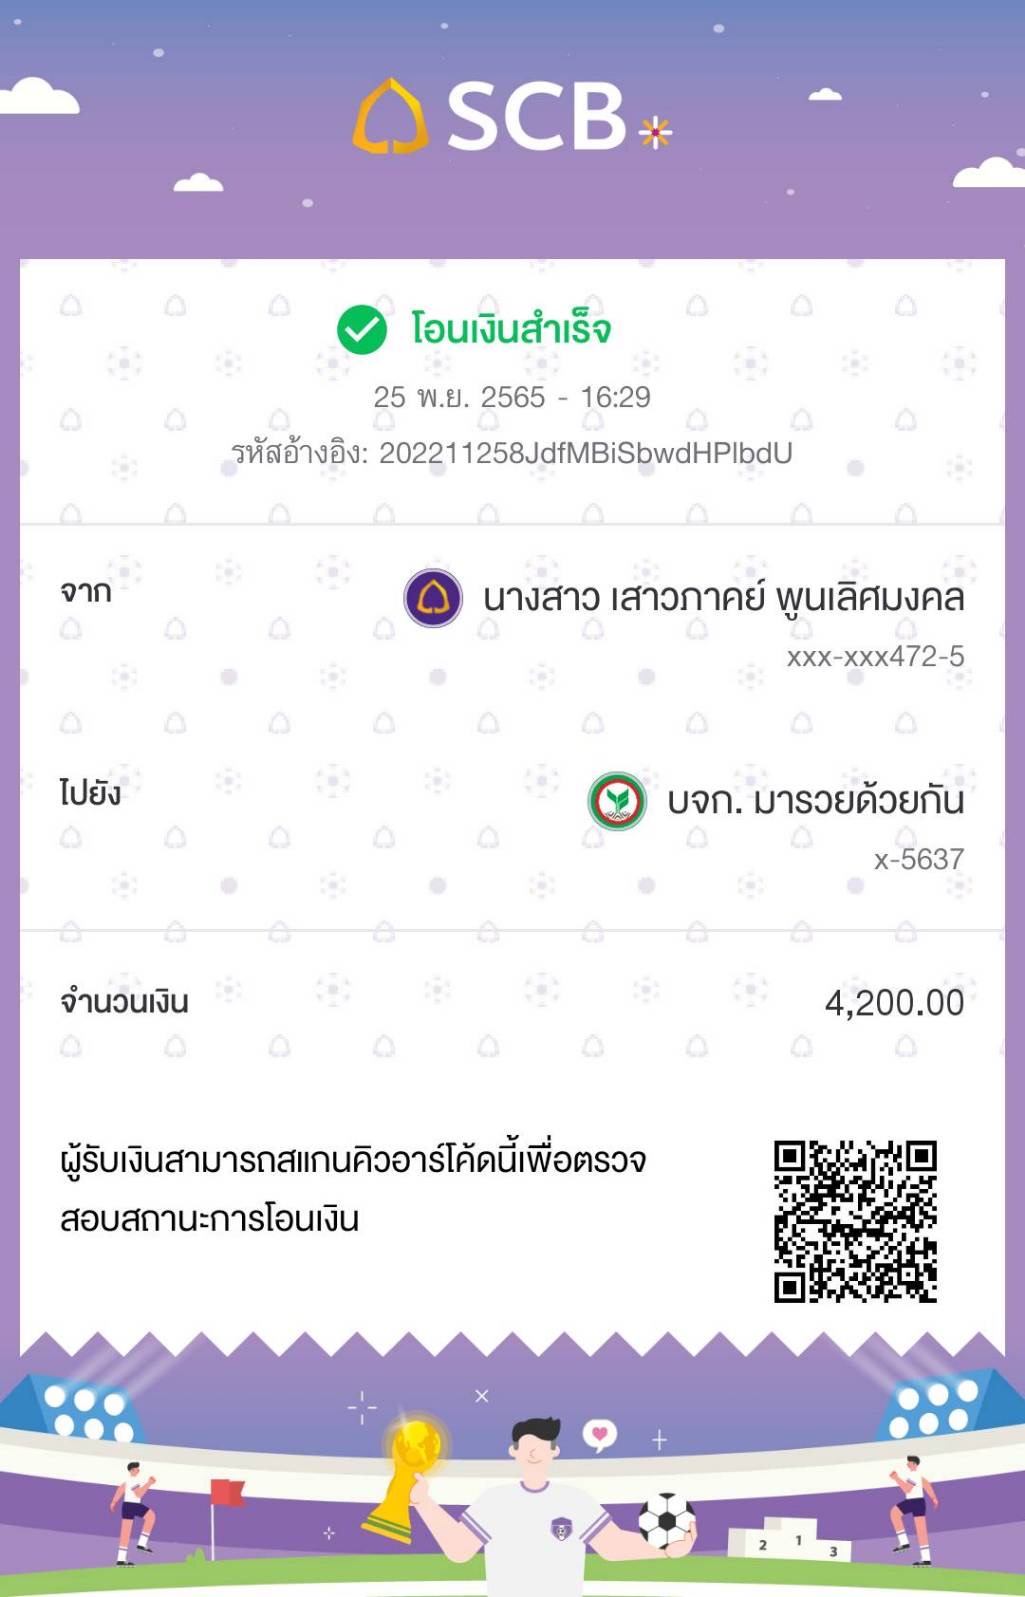 SCB
โอนเงินสำเร็จ
25 พ.ย. 2565 - 16:29
รหัสอ้างอิง: 202211258JdfMBiSbwdHPlbdU
จาก
นางสาว เสาวภาคย์ พูนเลิศมงคล
xxx-xxx472-5
ไปยัง
บจก. มารวยด้วยกัน
x-5637
จำนวนเงิน
4,200.00
ผู้รับเงินสามารถสแกนคิวอาร์โค้ดนี้เพื่อตรวจ
สอบสถานะการโอนเงิน
2 1 3